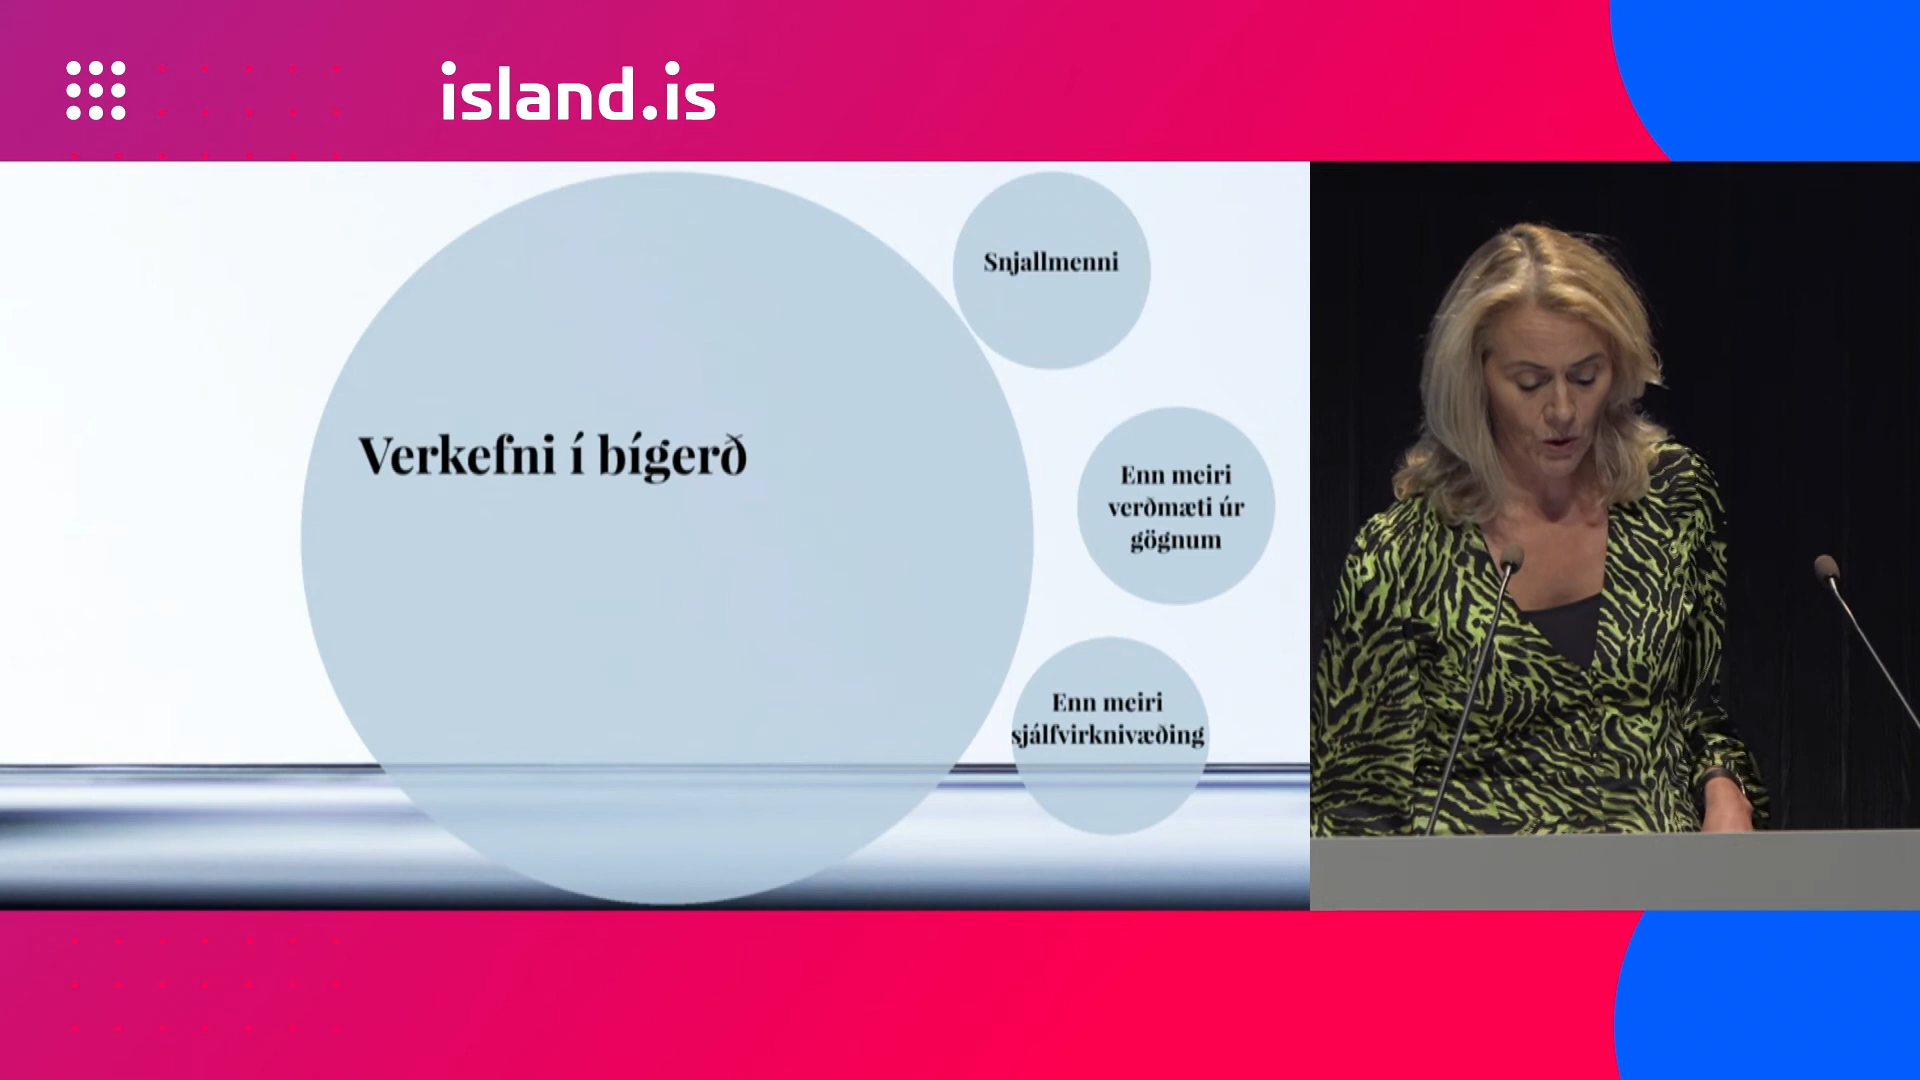 island.is
Verkefni í bígerð
Snjallmenni
Enn meiri
verðmæti úr
gögnum
Enn meiri
sjálfvirknivæðing